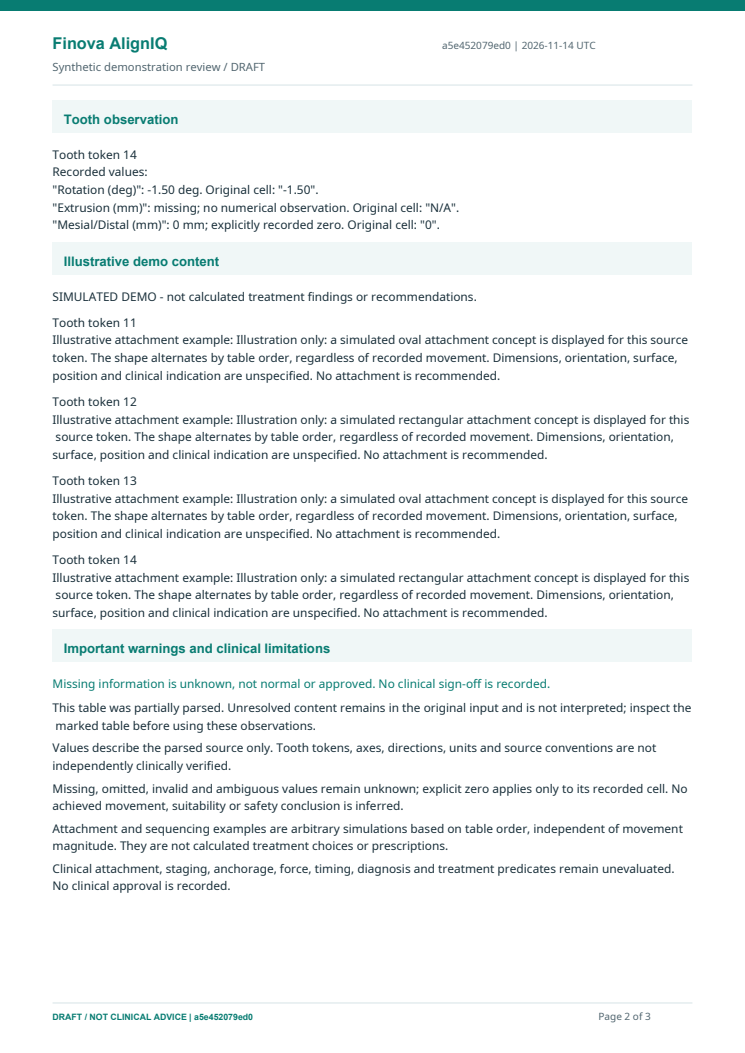 Finova AlignIQ
a5e452079ed0 | 2026-11-14 UTC
Synthetic demonstration review / DRAFT
Tooth observation
Tooth token 14
Recorded values:
"Rotation (deg)": -1.50 deg. Original cell: "-1.50".
"Extrusion (mm)": missing; no numerical observation. Original cell: "N/A".
"Mesial/Distal (mm)": 0 mm; explicitly recorded zero. Original cell: "0".
Illustrative demo content
SIMULATED DEMO - not calculated treatment findings or recommendations.
Tooth token 11
Illustrative attachment example: Illustration only: a simulated oval attachment concept is displayed for this source
token. The shape alternates by table order, regardless of recorded movement. Dimensions, orientation, surface,
position and clinical indication are unspecified. No attachment is recommended.
Tooth token 12
Illustrative attachment example: Illustration only: a simulated rectangular attachment concept is displayed for this
source token. The shape alternates by table order, regardless of recorded movement. Dimensions, orientation,
surface, position and clinical indication are unspecified. No attachment is recommended.
Tooth token 13
Illustrative attachment example: Illustration only: a simulated oval attachment concept is displayed for this source
token. The shape alternates by table order, regardless of recorded movement. Dimensions, orientation, surface,
position and clinical indication are unspecified. No attachment is recommended.
Tooth token 14
Illustrative attachment example: Illustration only: a simulated rectangular attachment concept is displayed for this
source token. The shape alternates by table order, regardless of recorded movement. Dimensions, orientation,
surface, position and clinical indication are unspecified. No attachment is recommended.
Important warnings and clinical limitations
Missing information is unknown, not normal or approved. No clinical sign-off is recorded.
This table was partially parsed. Unresolved content remains in the original input and is not interpreted; inspect the
marked table before using these observations.
Values describe the parsed source only. Tooth tokens, axes, directions, units and source conventions are not
independently clinically verified.
Missing, omitted, invalid and ambiguous values remain unknown; explicit zero applies only to its recorded cell. No
achieved movement, suitability or safety conclusion is inferred.
Attachment and sequencing examples are arbitrary simulations based on table order, independent of movement
magnitude. They are not calculated treatment choices or prescriptions.
Clinical attachment, staging, anchorage, force, timing, diagnosis and treatment predicates remain unevaluated.
No clinical approval is recorded.
DRAFT / NOT CLINICAL ADVICE | a5e452079ed0
Page 2 of 3